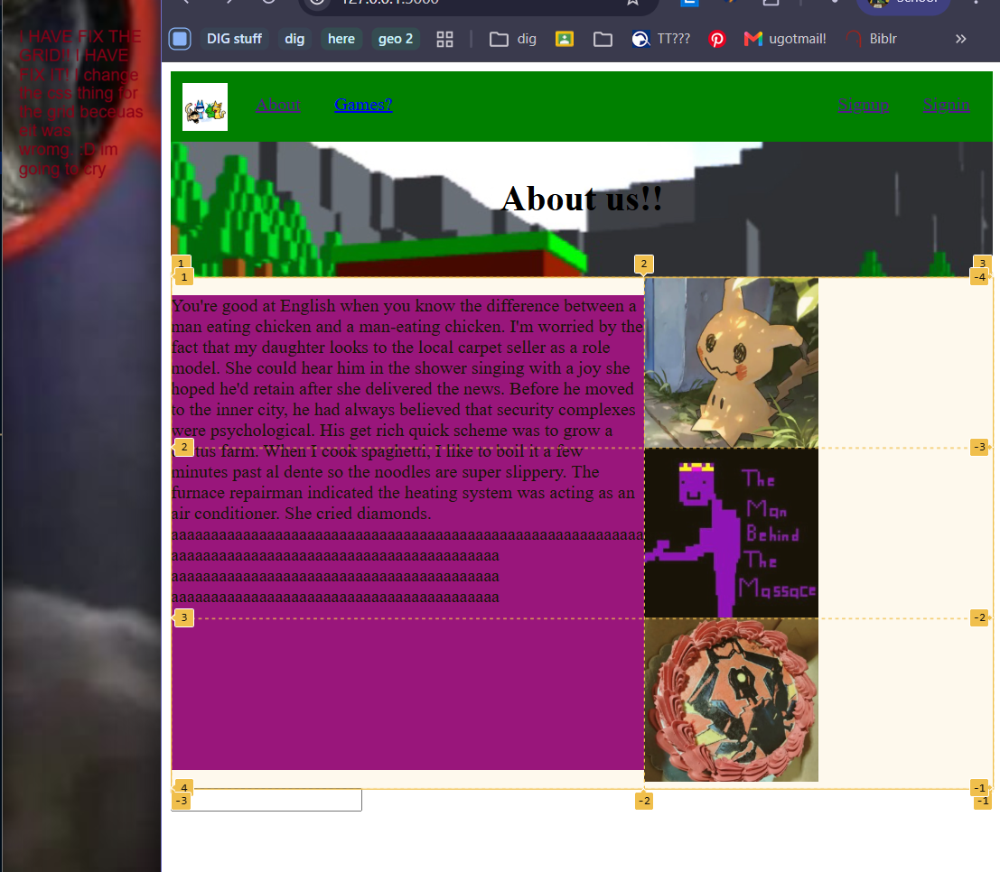 I HAVE FIX THE
GRID!! I HAVE
FIX IT! I change
the css thing for
the grid beceuas
eit was
wromg. :D im
going to cry
127.0.0.1:5000
school
DIG stuff
dig
here
geo 2
dig
TT???
ugotmail!
Biblr
About
Games?
Signup
Signin
About us!!
1
2
3
1
-4
You're good at English when you know the difference between a
man eating chicken and a man-eating chicken. I'm worried by the
fact that my daughter looks to the local carpet seller as a role
model. She could hear him in the shower singing with a joy she
hoped he'd retain after she delivered the news. Before he moved
to the inner city, he had always believed that security complexes
were psychological. His get rich quick scheme was to grow a
2
tus farm. When I cook spaghetti, I like to boil it a few
-3
minutes past al dente so the noodles are super slippery. The
furnace repairman indicated the heating system was acting as an
air conditioner. She cried diamonds.
aaaaaaaaaaaaaaaaaaaaaaaaaaaaaaaaaaaaaaaaaaaaaaaaaaaaaaaaaaa
aaaaaaaaaaaaaaaaaaaaaaaaaaaaaaaaaaaaaaaaa
aaaaaaaaaaaaaaaaaaaaaaaaaaaaaaaaaaaaaaaaa
aaaaaaaaaaaaaaaaaaaaaaaaaaaaaaaaaaaaaaaaa
The
Man
Behind
The
Massace
3
-2
4
-1
-3
-2
-1